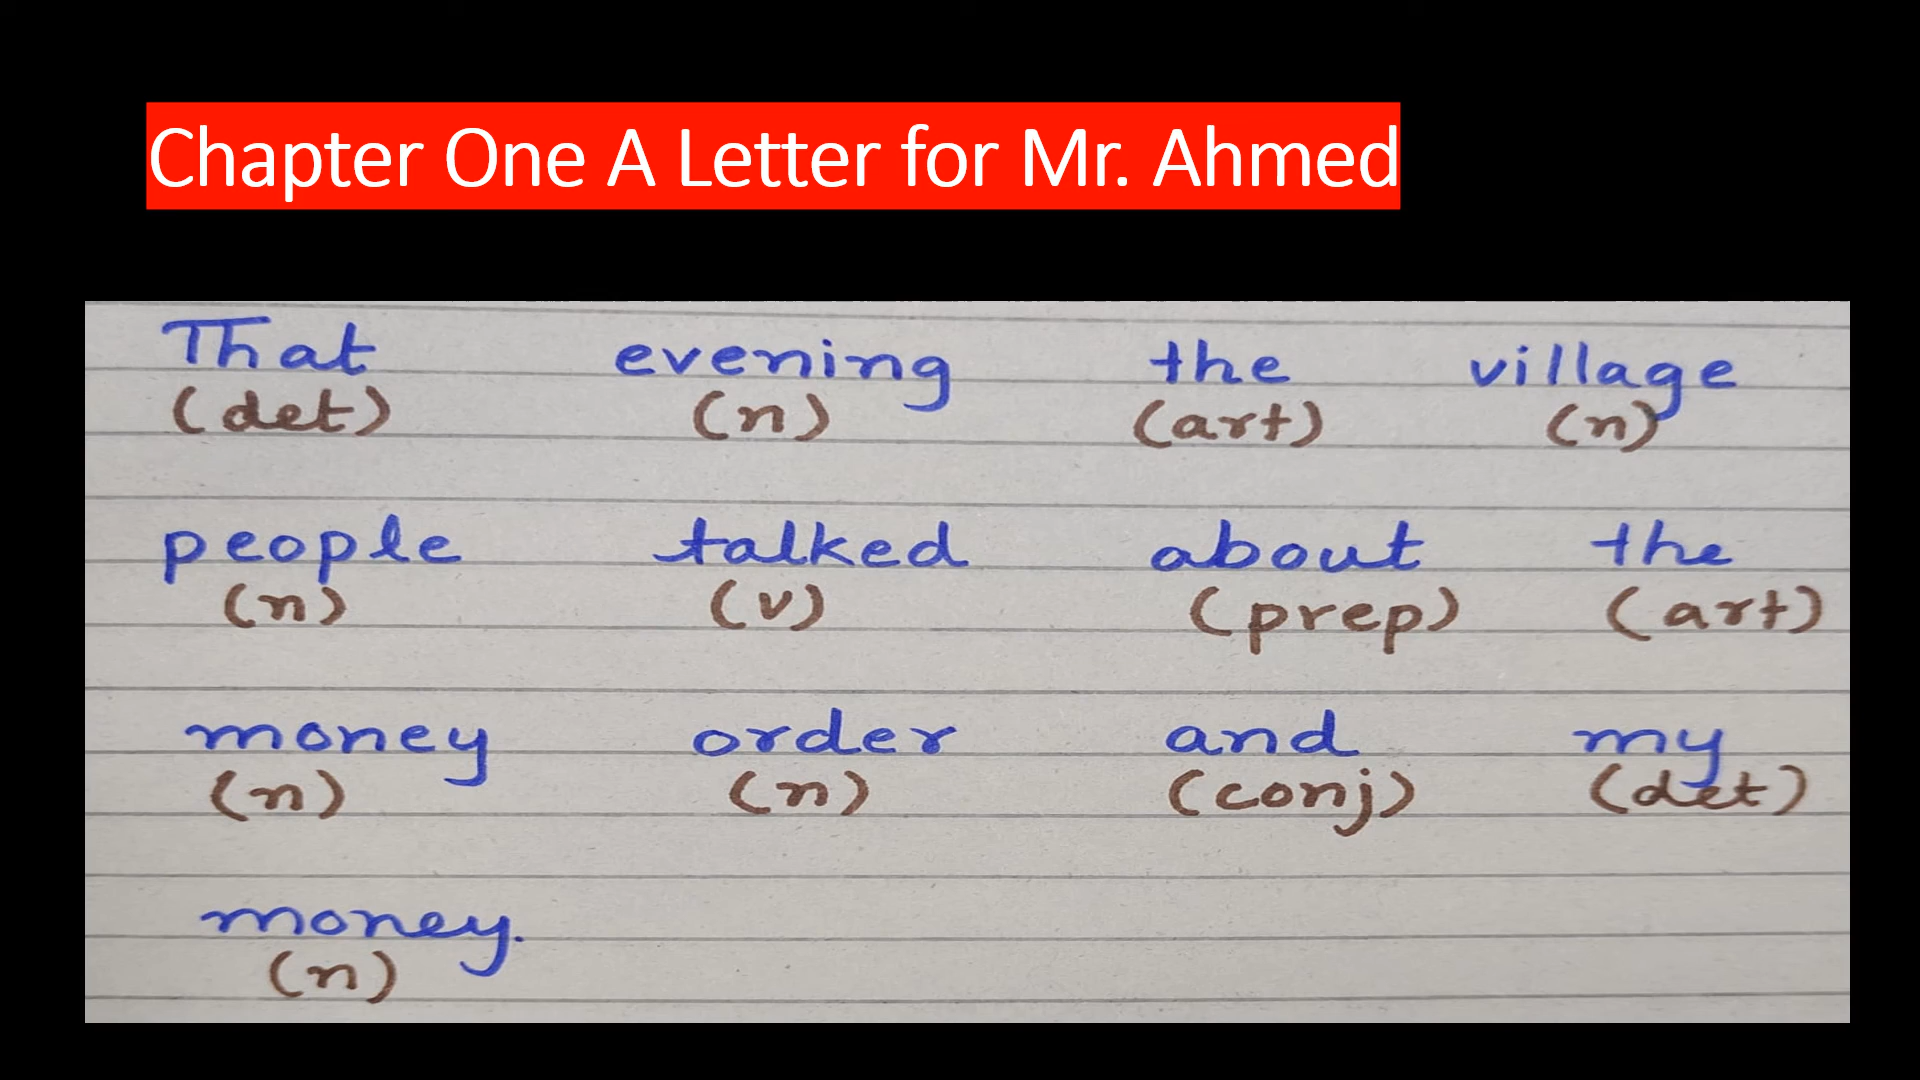 Chapter One A Letter for Mr. Ahmed
That evening the village
(det) (n) (art) (n)
people talked about the
(n) (v) (prep) (art)
money order and my
(n) (n) (conj) (det)
money.
(n)